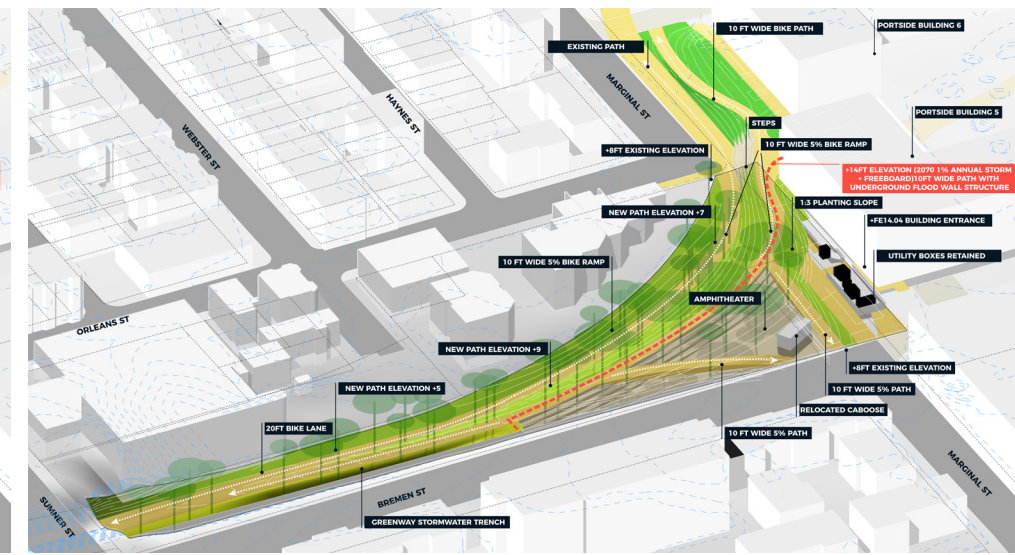 PORTSIDE BUILDING 6
10 FT WIDE BIKE PATH
EXISTING PATH
MARGINAL ST
HAYNES ST
WEBSTER ST
PORTSIDE BUILDING 5
STEPS
10 FT WIDE 5% BIKE RAMP
+8FT EXISTING ELEVATION
+14FT ELEVATION (2070 1% ANNUAL STORM
+ FREEBOARD)10FT WIDE PATH WITH
UNDERGROUND FLOOD WALL STRUCTURE
1:3 PLANTING SLOPE
NEW PATH ELEVATION +7
+FE14.04 BUILDING ENTRANCE
10 FT WIDE 5% BIKE RAMP
UTILITY BOXES RETAINED
AMPHITHEATER
ORLEANS ST
NEW PATH ELEVATION +9
+8FT EXISTING ELEVATION
NEW PATH ELEVATION +5
10 FT WIDE 5% PATH
RELOCATED CABOOSE
20FT BIKE LANE
10 FT WIDE 5% PATH
MARGINAL ST
BREMEN ST
SUMNER ST
GREENWAY STORMWATER TRENCH